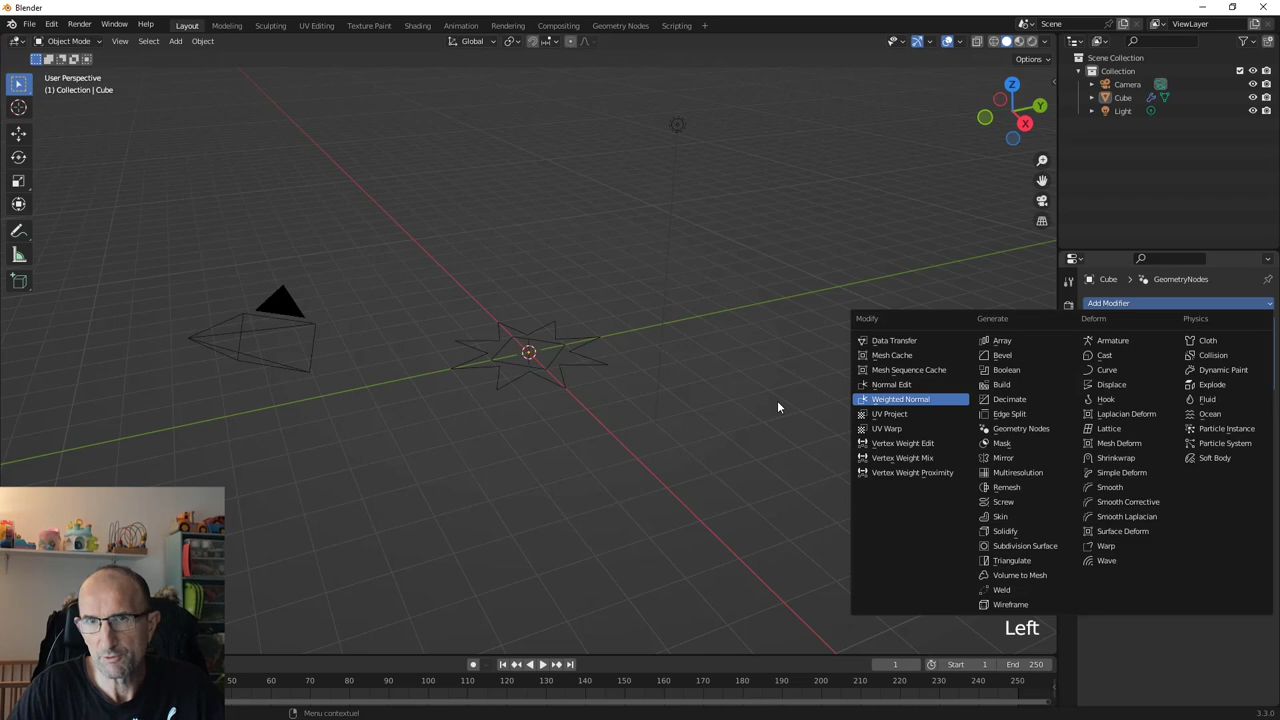 Blender
File Edit Render Window Help Layout Modeling Sculpting UV Editing Texture Paint Shading Animation Rendering Compositing Geometry Nodes Scripting + Scene ViewLayer
Object Mode View Select Add Object Global
Options
User Perspective
(1) Collection | Cube
Z
Y
X
Scene Collection
Collection
Camera
Cube
Light
Cube > GeometryNodes
Add Modifier
Modify Generate Deform Physics
Data Transfer Array Armature Cloth
Mesh Cache Bevel Cast Collision
Mesh Sequence Cache Boolean Curve Dynamic Paint
Normal Edit Build Displace Explode
Weighted Normal Decimate Hook Fluid
UV Project Edge Split Laplacian Deform Ocean
UV Warp Geometry Nodes Lattice Particle Instance
Vertex Weight Edit Mask Mesh Deform Particle System
Vertex Weight Mix Mirror Shrinkwrap Soft Body
Vertex Weight Proximity Multiresolution Simple Deform
Remesh Smooth
Screw Smooth Corrective
Skin Smooth Laplacian
Solidify Surface Deform
Subdivision Surface Warp
Triangulate Wave
Volume to Mesh
Weld
Wireframe
Left
1 Start 1 End 250
50 60 70 80 90 100 110 120 130 140 150 160 170 180 190 200 210 220 230 240 250
Menu contextuel
3.3.0